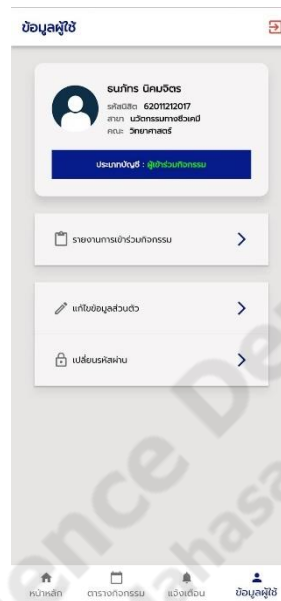 ข้อมูลผู้ใช้
ธนภัทร นิคมจิตร
รหัสนิสิต 62011212017
สาขา นวัตกรรมทางชีวเคมี
คณะ วิทยาศาสตร์
ประเภทบัญชี : ผู้เข้าร่วมกิจกรรม
รายงานการเข้าร่วมกิจกรรม
แก้ไขข้อมูลส่วนตัว
เปลี่ยนรหัสผ่าน
ence De
Mahasa
หน้าหลัก ตารางกิจกรรม แจ้งเตือน ข้อมูลผู้ใช้